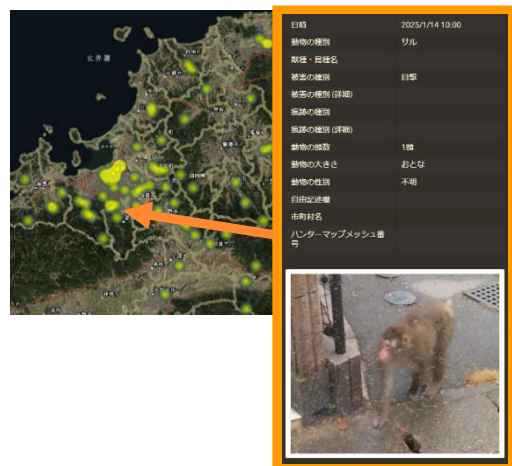 玄界灘
日時 2025/1/14 10:00
動物の種別 サル
獣種・鳥種名
被害の種別 目撃
被害の種別(詳細)
痕跡の種別
痕跡の種別(詳細)
動物の頭数 1頭
動物の大きさ おとな
動物の性別 不明
自由記述欄
市町村名
ハンターマップメッシュ番
号